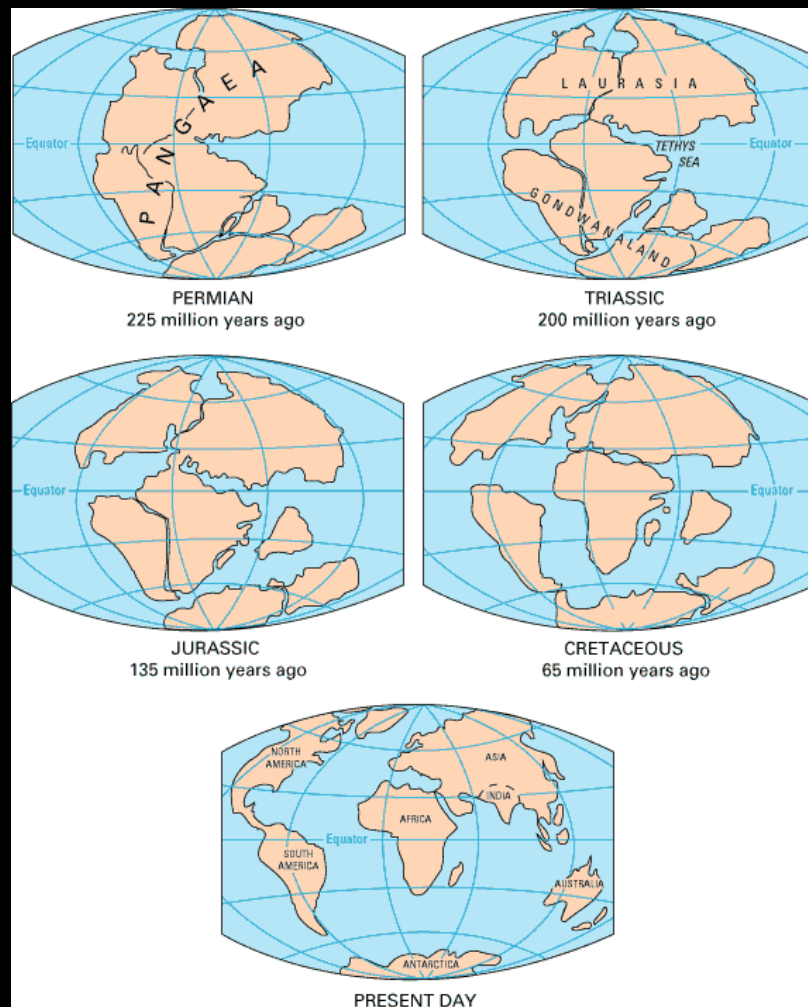 PANGAEA
Equator
PERMIAN
225 million years ago
LAURASIA
TETHYS
SEA
Equator
GONDWANALAND
TRIASSIC
200 million years ago
Equator
JURASSIC
135 million years ago
Equator
CRETACEOUS
65 million years ago
NORTH
AMERICA
ASIA
INDIA
AFRICA
Equator
SOUTH
AMERICA
AUSTRALIA
ANTARCTICA
PRESENT DAY